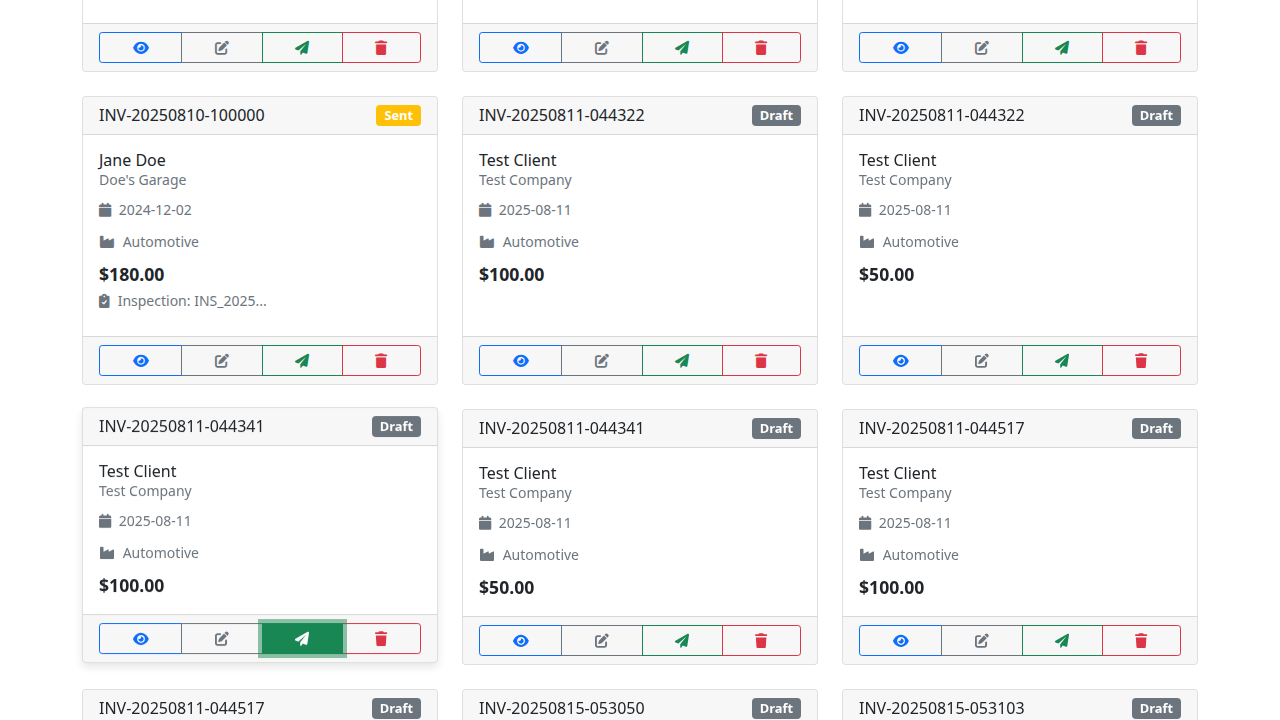 INV-20250810-100000 Sent
Jane Doe
Doe's Garage
2024-12-02
Automotive
$180.00
Inspection: INS_2025...
INV-20250811-044322 Draft
Test Client
Test Company
2025-08-11
Automotive
$100.00
INV-20250811-044322 Draft
Test Client
Test Company
2025-08-11
Automotive
$50.00
INV-20250811-044341 Draft
Test Client
Test Company
2025-08-11
Automotive
$100.00
INV-20250811-044341 Draft
Test Client
Test Company
2025-08-11
Automotive
$50.00
INV-20250811-044517 Draft
Test Client
Test Company
2025-08-11
Automotive
$100.00
INV-20250811-044517 Draft
INV-20250815-053050 Draft
INV-20250815-053103 Draft